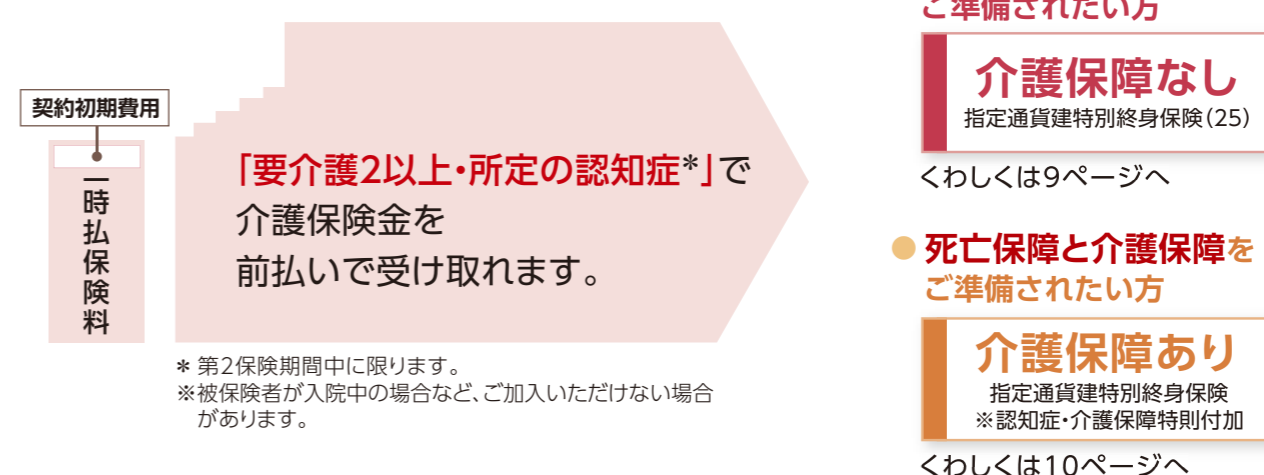 契約初期費用
一時払保険料
「要介護2以上・所定の認知症*」で
介護保険金を
前払いで受け取れます。
* 第2保険期間中に限ります。
※被保険者が入院中の場合など、ご加入いただけない場合
があります。
ご準備されたい方
介護保障なし
指定通貨建特別終身保険(25)
くわしくは9ページへ
● 死亡保障と介護保障を
ご準備されたい方
介護保障あり
指定通貨建特別終身保険
※認知症・介護保障特則付加
くわしくは10ページへ